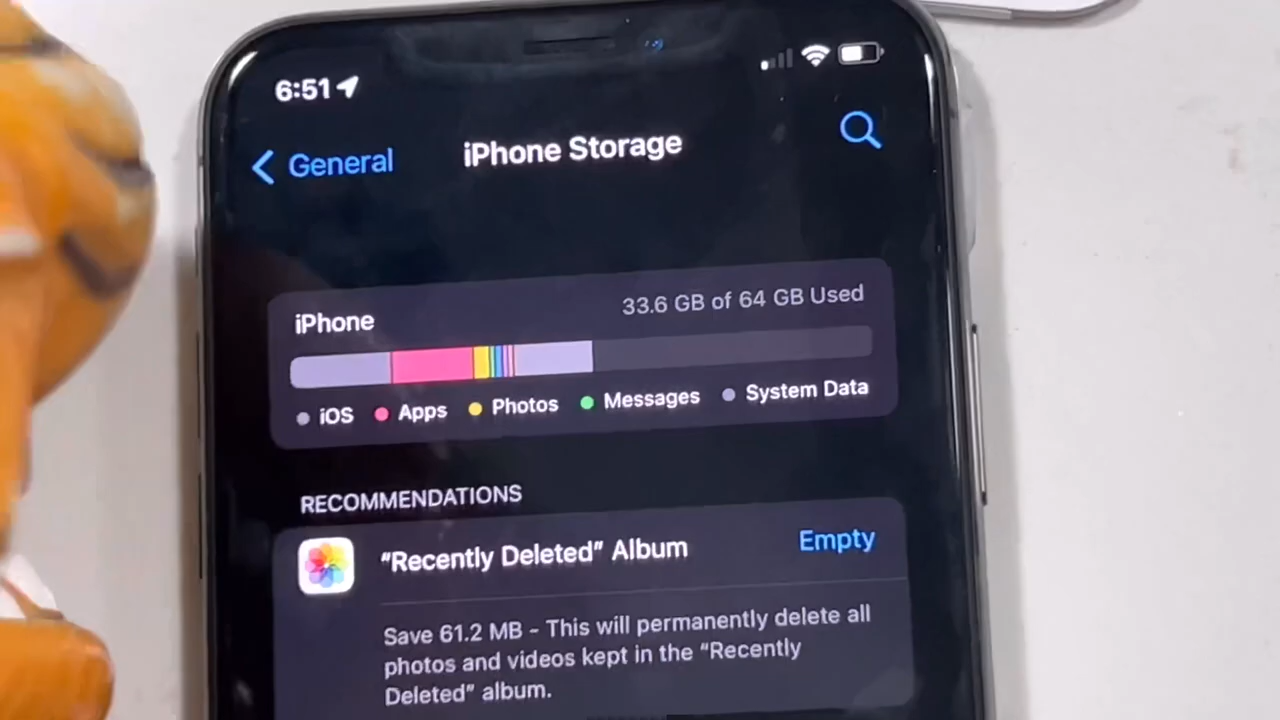 6:51
General
iPhone Storage
iPhone
33.6 GB of 64 GB Used
iOS Apps Photos Messages System Data
RECOMMENDATIONS
“Recently Deleted” Album
Empty
Save 61.2 MB - This will permanently delete all
photos and videos kept in the “Recently
Deleted” album.